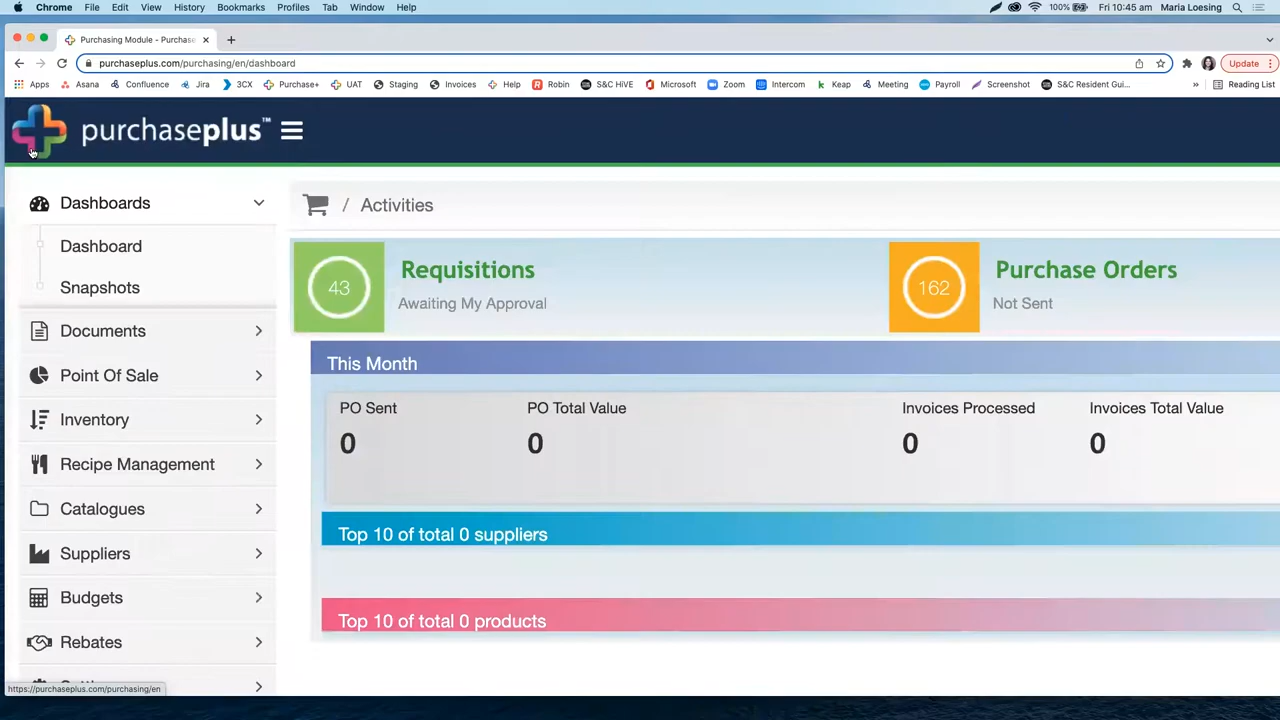 Chrome File Edit View History Bookmarks Profiles Tab Window Help 100% Fri 10:45 am Maria Loesing
Purchasing Module - Purchas
purchaseplus.com/purchasing/en/dashboard Update
Apps Asana Confluence Jira 3CX Purchase+ UAT Staging Invoices Help Robin S&C HiVE Microsoft Zoom Intercom Keap Meeting Payroll Screenshot S&C Resident Gui... » Reading List
purchaseplus™
Dashboards
/ Activities
Dashboard
Snapshots
43 Requisitions
Awaiting My Approval
162 Purchase Orders
Not Sent
Documents
Point Of Sale
Inventory
Recipe Management
Catalogues
Suppliers
Budgets
Rebates
This Month
PO Sent PO Total Value Invoices Processed Invoices Total Value
0 0 0 0
Top 10 of total 0 suppliers
Top 10 of total 0 products
https://purchaseplus.com/purchasing/en